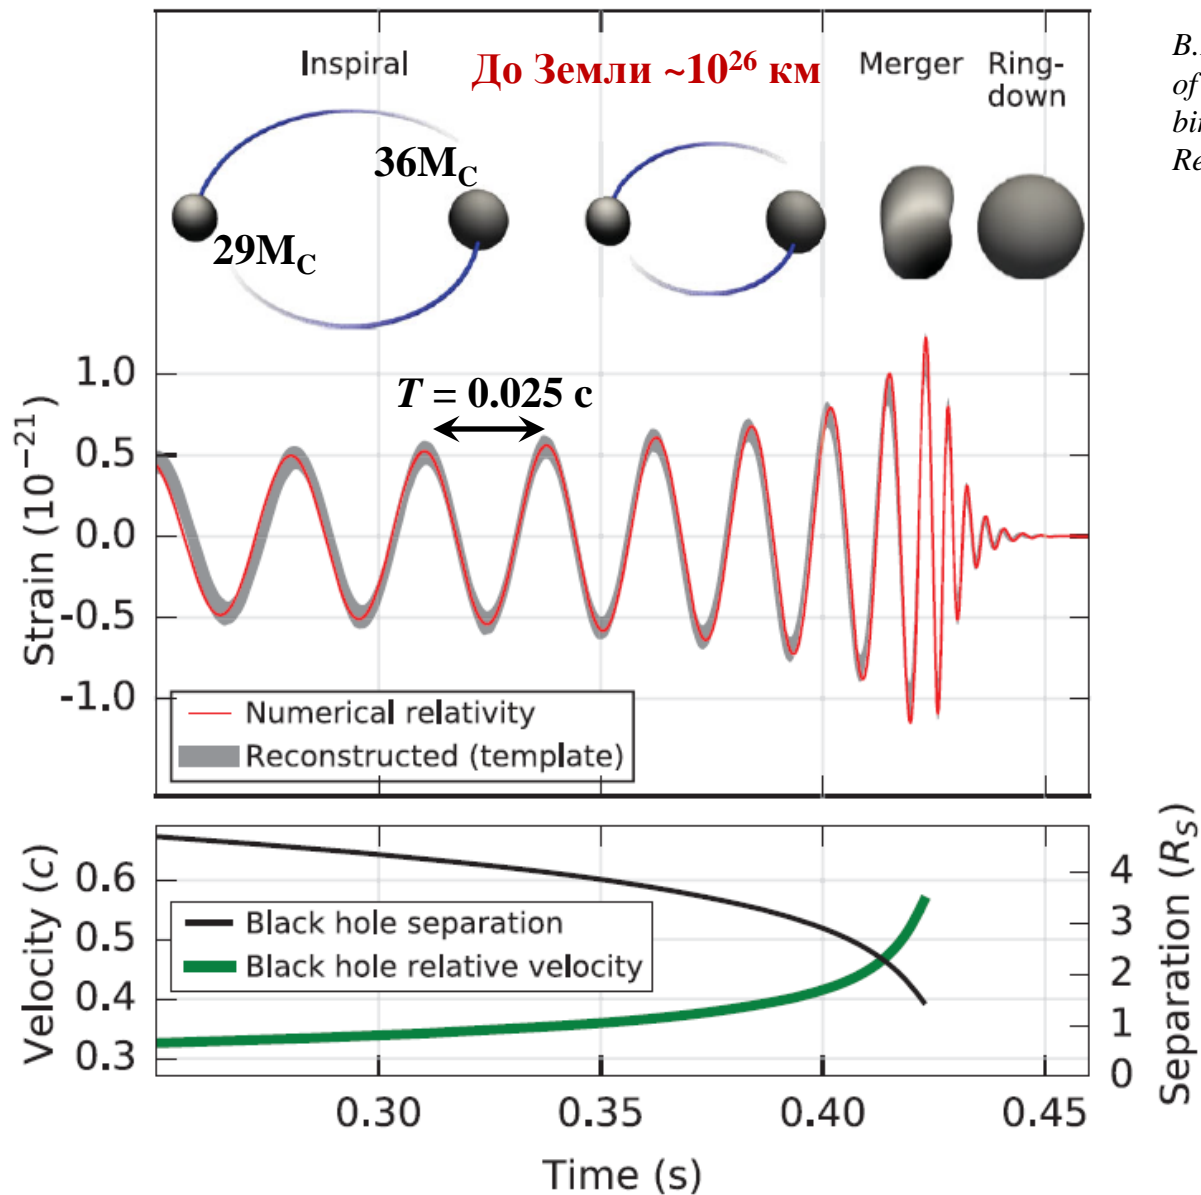 B.
of
bin
Re
Inspiral
До Земли ~10²⁶ км
Merger
Ring-
down
36M_C
29M_C
T = 0.025 с
Strain (10⁻²¹)
1.0
0.5
0.0
-0.5
-1.0
Numerical relativity
Reconstructed (template)
Velocity (c)
0.6
0.5
0.4
0.3
Black hole separation
Black hole relative velocity
4
3
2
1
0
Separation (R_S)
0.30 0.35 0.40 0.45
Time (s)